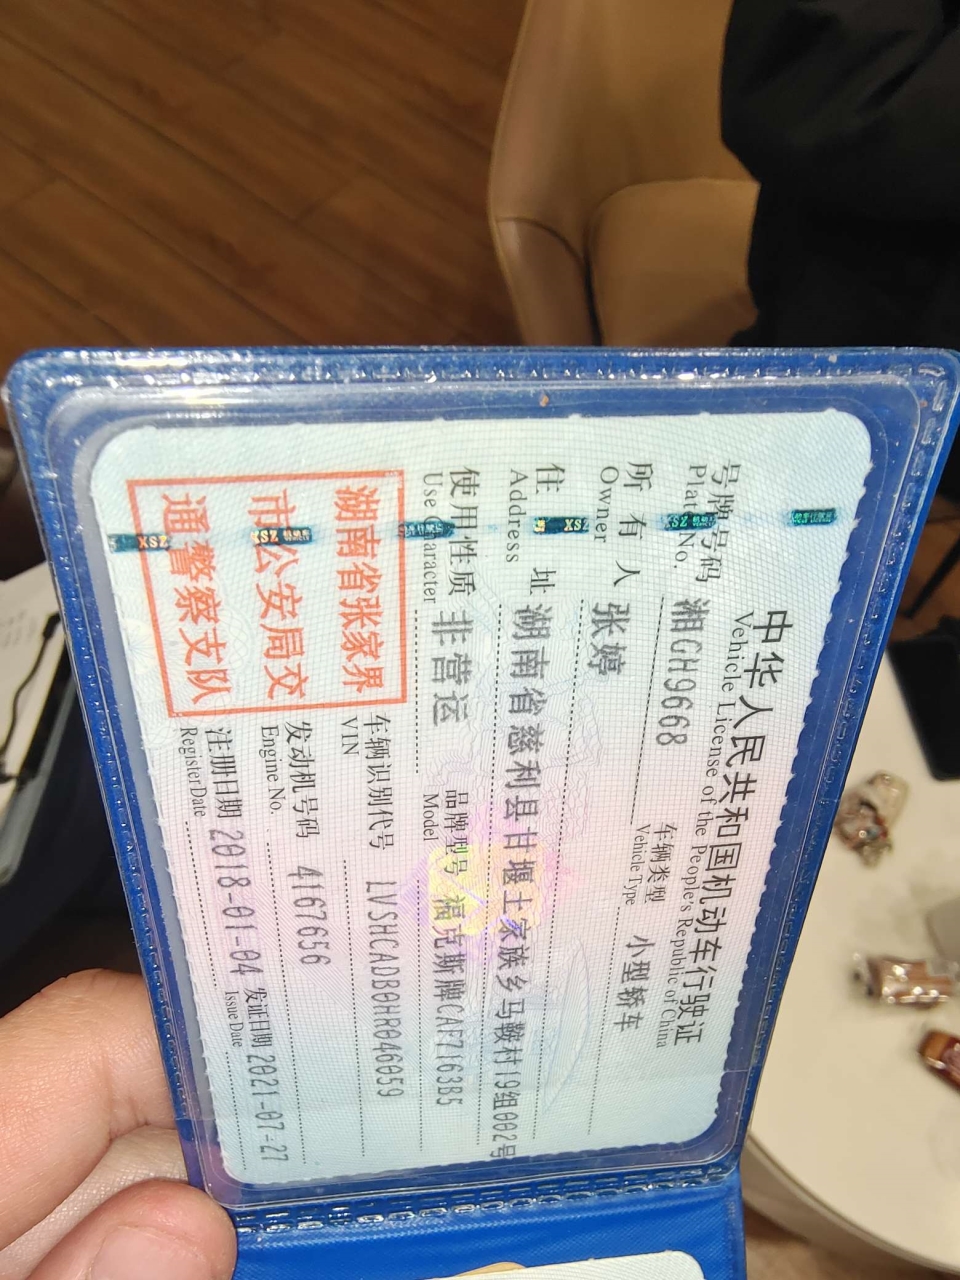 中华人民共和国机动车行驶证
Vehicle License of the People's Republic of China
号牌号码 湘GH9668 车辆类型 小型轿车
Plate No. Vehicle Type
所有人 张婷
Owner
住址 湖南省慈利县甘堰土家族乡马鞍村19组002号
Address
使用性质 非营运 品牌型号 福克斯牌CAF7163B5
Use Character Model
湖南省张家界
市公安局交
通警察支队
车辆识别代号 LVSHCADB0HR046059
VIN
发动机号码 4167656
Engine No.
注册日期 2018-01-04 发证日期 2021-07-27
Register Date Issue Date